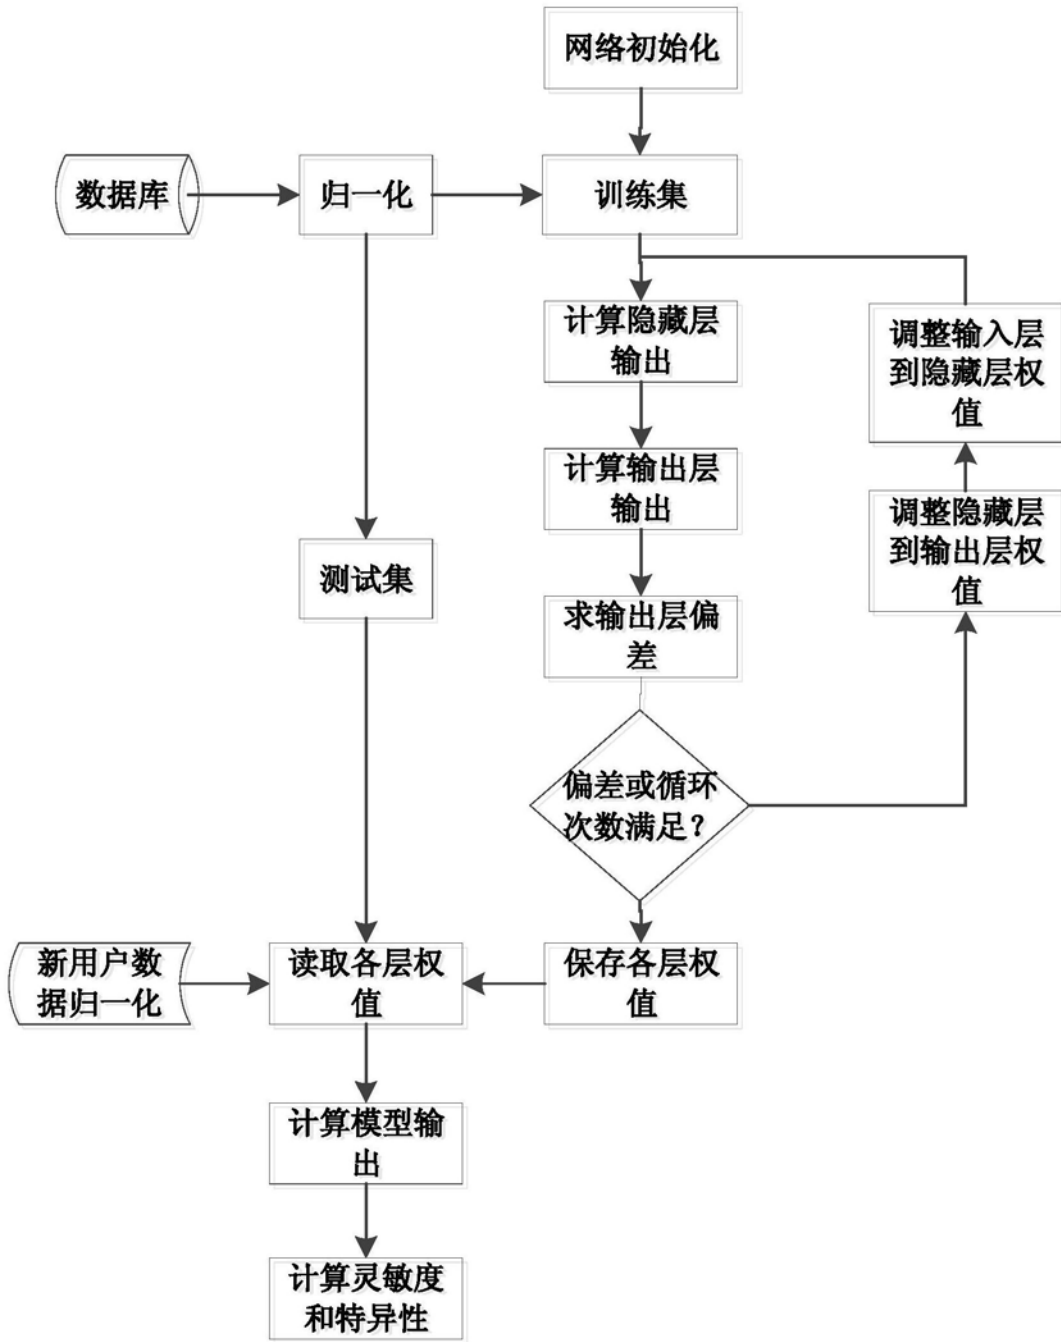 网络初始化
数据库
归一化
训练集
计算隐藏层
输出
调整输入层
到隐藏层权
值
计算输出层
输出
调整隐藏层
到输出层权
值
测试集
求输出层偏
差
偏差或循环
次数满足?
新用户数
据归一化
读取各层权
值
保存各层权
值
计算模型输
出
计算灵敏度
和特异性